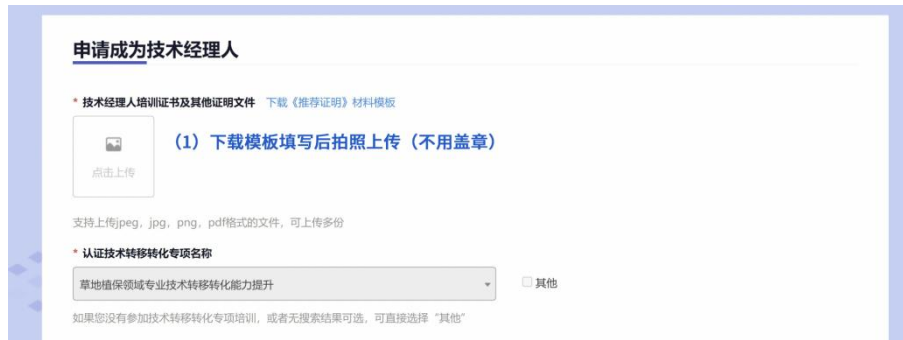 申请成为技术经理人
* 技术经理人培训证书及其他证明文件 下载《推荐证明》材料模板
（1）下载模板填写后拍照上传（不用盖章）
点击上传
支持上传jpeg，jpg，png，pdf格式的文件，可上传多份
* 认证技术转移转化专项名称
草地植保领域专业技术转移转化能力提升 其他
如果您没有参加技术转移转化专项培训，或者无搜索结果可选，可直接选择“其他”